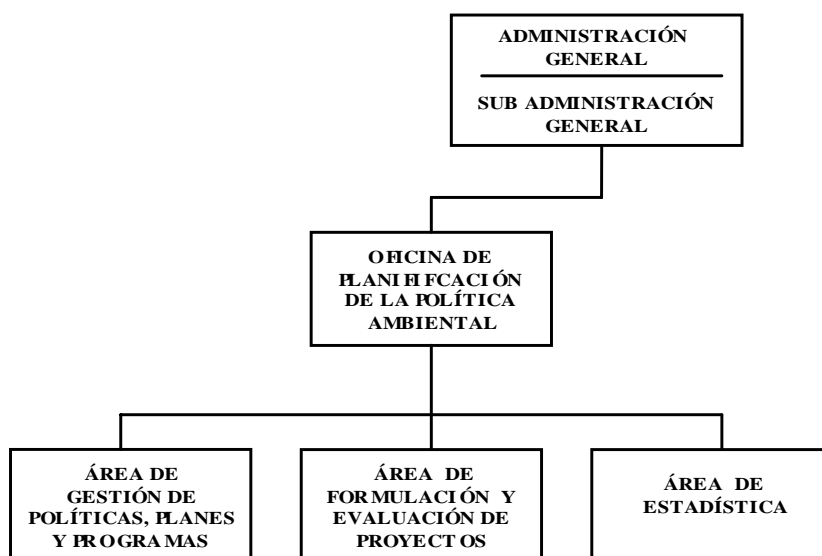 ADMINISTRACIÓN
GENERAL
SUB ADMINISTRACIÓN
GENERAL
OFICINA DE
PLANIFIFCACIÓN
DE LA POLÍTICA
AMBIENTAL
ÁREA DE
GESTIÓN DE
POLÍTICAS, PLANES
Y PROGRAMAS
ÁREA DE
FORMULACIÓN Y
EVALUACIÓN DE
PROYECTOS
ÁREA DE
ESTADÍSTICA